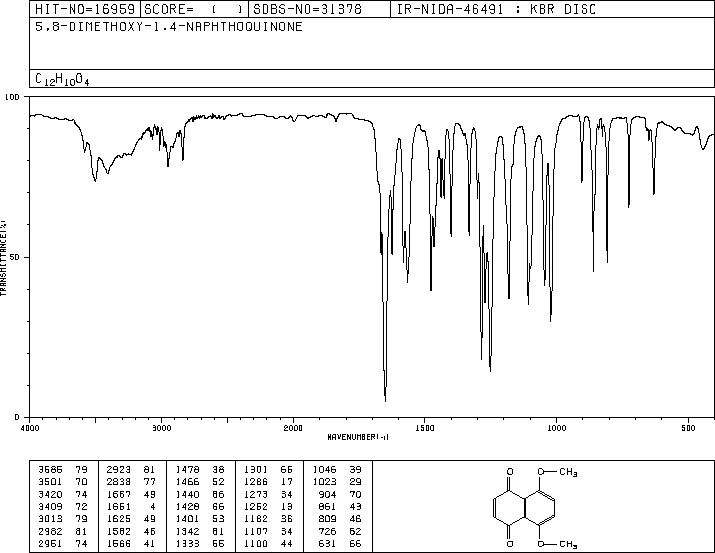 HIT-NO=16959 SCORE= ( ) SDBS-NO=31378 IR-NIDA-46491 : KBR DISC
5,8-DIMETHOXY-1,4-NAPHTHOQUINONE
C12H10O4
100
50
0
TRANSMITTANCE(%)
4000 3000 2000 1500 1000 500
WAVENUMBER(-1)
3585 79 2923 81 1478 38 1301 66 1046 39
3501 70 2838 77 1466 52 1286 17 1023 29
3420 74 1667 49 1440 66 1273 34 904 70
3409 72 1651 4 1428 66 1252 13 861 43
3013 79 1625 49 1401 53 1182 36 809 46
2982 81 1582 46 1342 81 1107 34 726 62
2951 74 1566 41 1333 55 1100 44 631 66
O O—CH3
O O—CH3